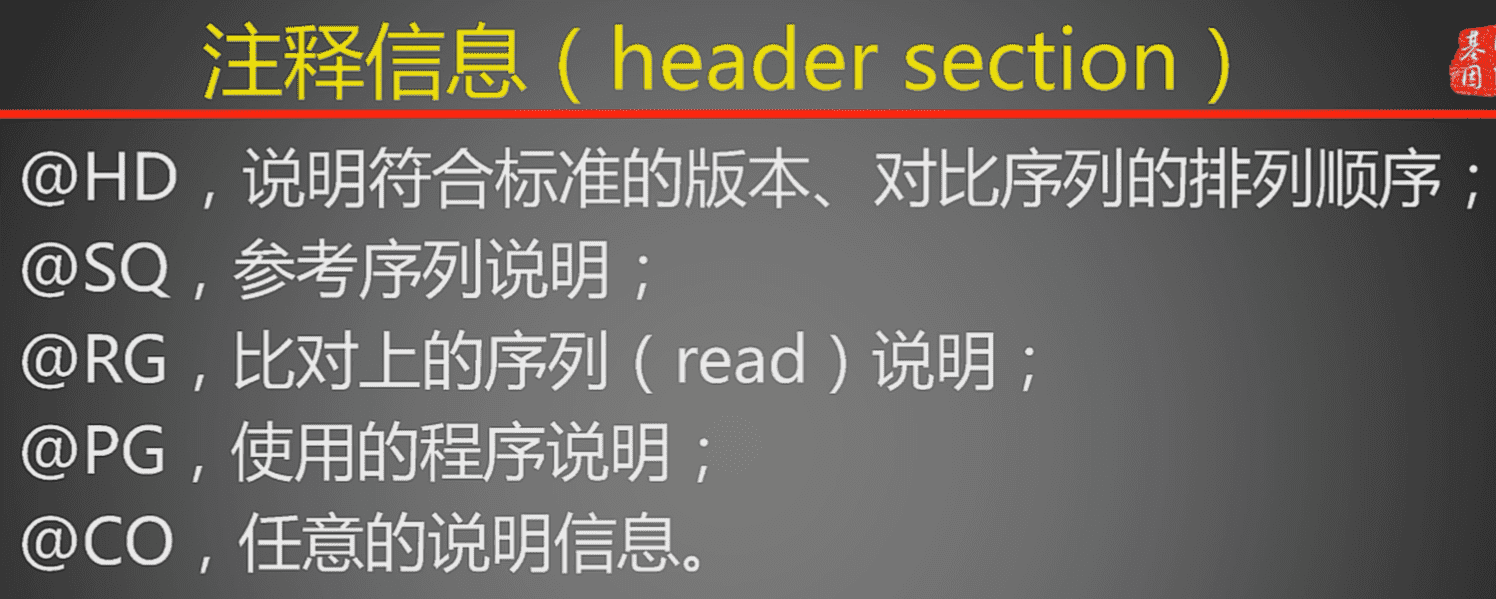 注释信息（header section）
基因
@HD，说明符合标准的版本、对比序列的排列顺序；
@SQ，参考序列说明；
@RG，比对上的序列（read）说明；
@PG，使用的程序说明；
@CO，任意的说明信息。